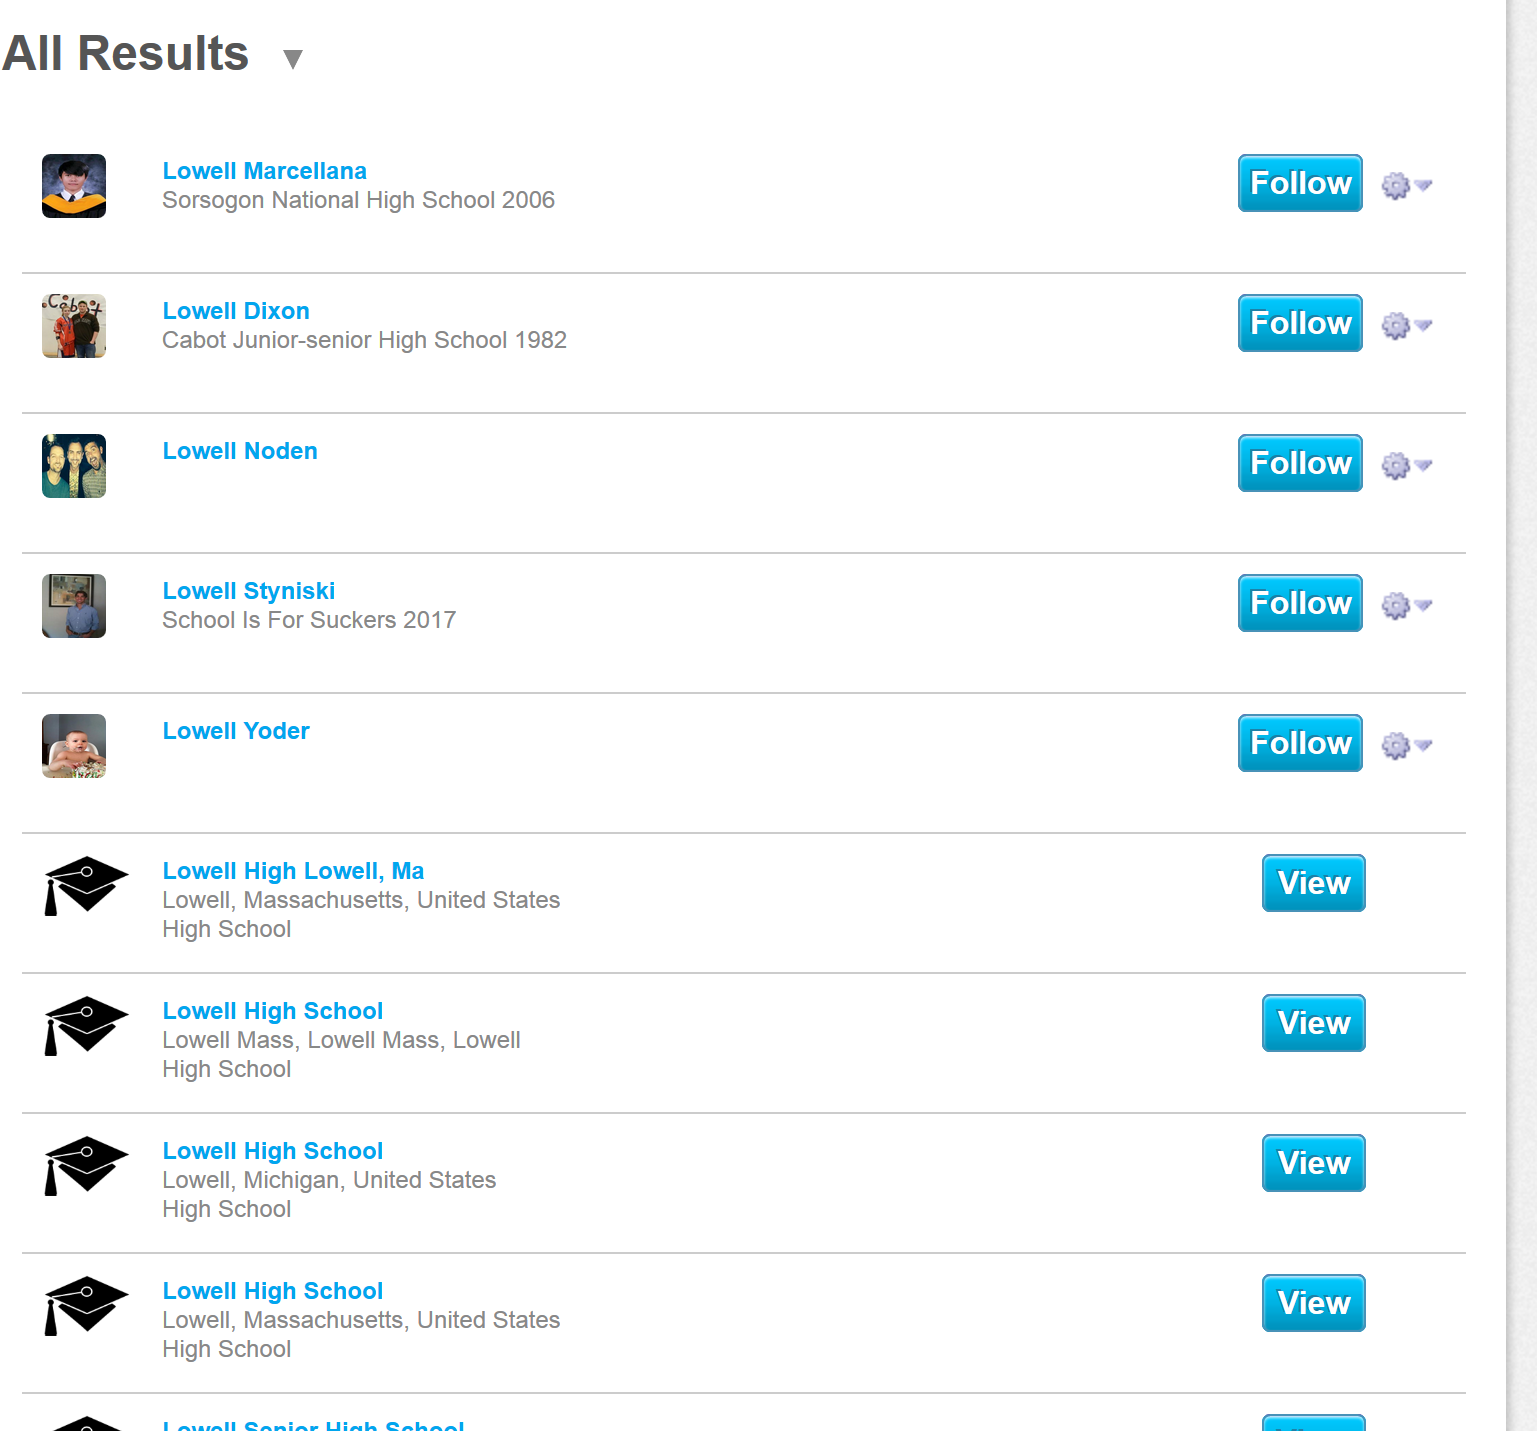 All Results ▼
Lowell Marcellana
Sorsogon National High School 2006
Follow
Lowell Dixon
Cabot Junior-senior High School 1982
Follow
Lowell Noden
Follow
Lowell Styniski
School Is For Suckers 2017
Follow
Lowell Yoder
Follow
Lowell High Lowell, Ma
Lowell, Massachusetts, United States
High School
View
Lowell High School
Lowell Mass, Lowell Mass, Lowell
High School
View
Lowell High School
Lowell, Michigan, United States
High School
View
Lowell High School
Lowell, Massachusetts, United States
High School
View
Lowell Senior High School